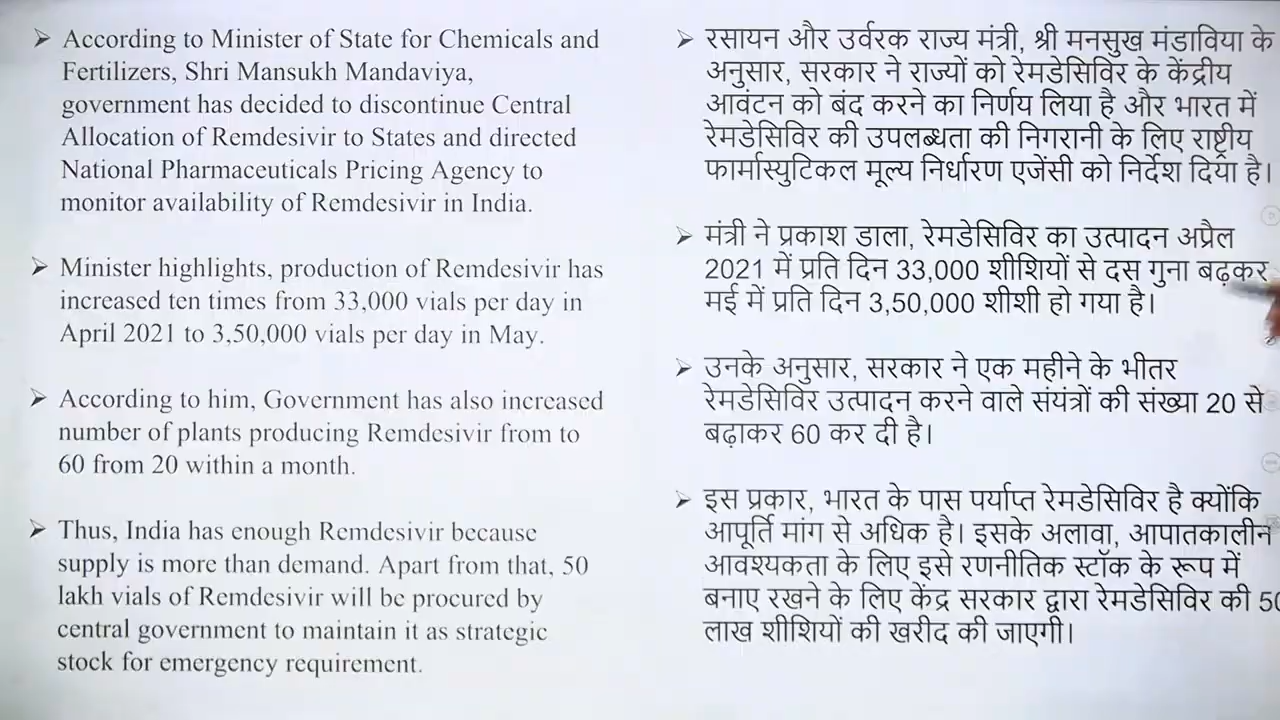 ➢ According to Minister of State for Chemicals and
Fertilizers, Shri Mansukh Mandaviya,
government has decided to discontinue Central
Allocation of Remdesivir to States and directed
National Pharmaceuticals Pricing Agency to
monitor availability of Remdesivir in India.
➢ Minister highlights, production of Remdesivir has
increased ten times from 33,000 vials per day in
April 2021 to 3,50,000 vials per day in May.
➢ According to him, Government has also increased
number of plants producing Remdesivir from to
60 from 20 within a month.
➢ Thus, India has enough Remdesivir because
supply is more than demand. Apart from that, 50
lakh vials of Remdesivir will be procured by
central government to maintain it as strategic
stock for emergency requirement.
➢ रसायन और उर्वरक राज्य मंत्री, श्री मनसुख मंडाविया के
अनुसार, सरकार ने राज्यों को रेमडेसिविर के केंद्रीय
आवंटन को बंद करने का निर्णय लिया है और भारत में
रेमडेसिविर की उपलब्धता की निगरानी के लिए राष्ट्रीय
फार्मास्युटिकल मूल्य निर्धारण एजेंसी को निर्देश दिया है।
➢ मंत्री ने प्रकाश डाला, रेमडेसिविर का उत्पादन अप्रैल
2021 में प्रति दिन 33,000 शीशियों से दस गुना बढ़कर
मई में प्रति दिन 3,50,000 शीशी हो गया है।
➢ उनके अनुसार, सरकार ने एक महीने के भीतर
रेमडेसिविर उत्पादन करने वाले संयंत्रों की संख्या 20 से
बढ़ाकर 60 कर दी है।
➢ इस प्रकार, भारत के पास पर्याप्त रेमडेसिविर है क्योंकि
आपूर्ति मांग से अधिक है। इसके अलावा, आपातकालीन
आवश्यकता के लिए इसे रणनीतिक स्टॉक के रूप में
बनाए रखने के लिए केंद्र सरकार द्वारा रेमडेसिविर की 50
लाख शीशियों की खरीद की जाएगी।